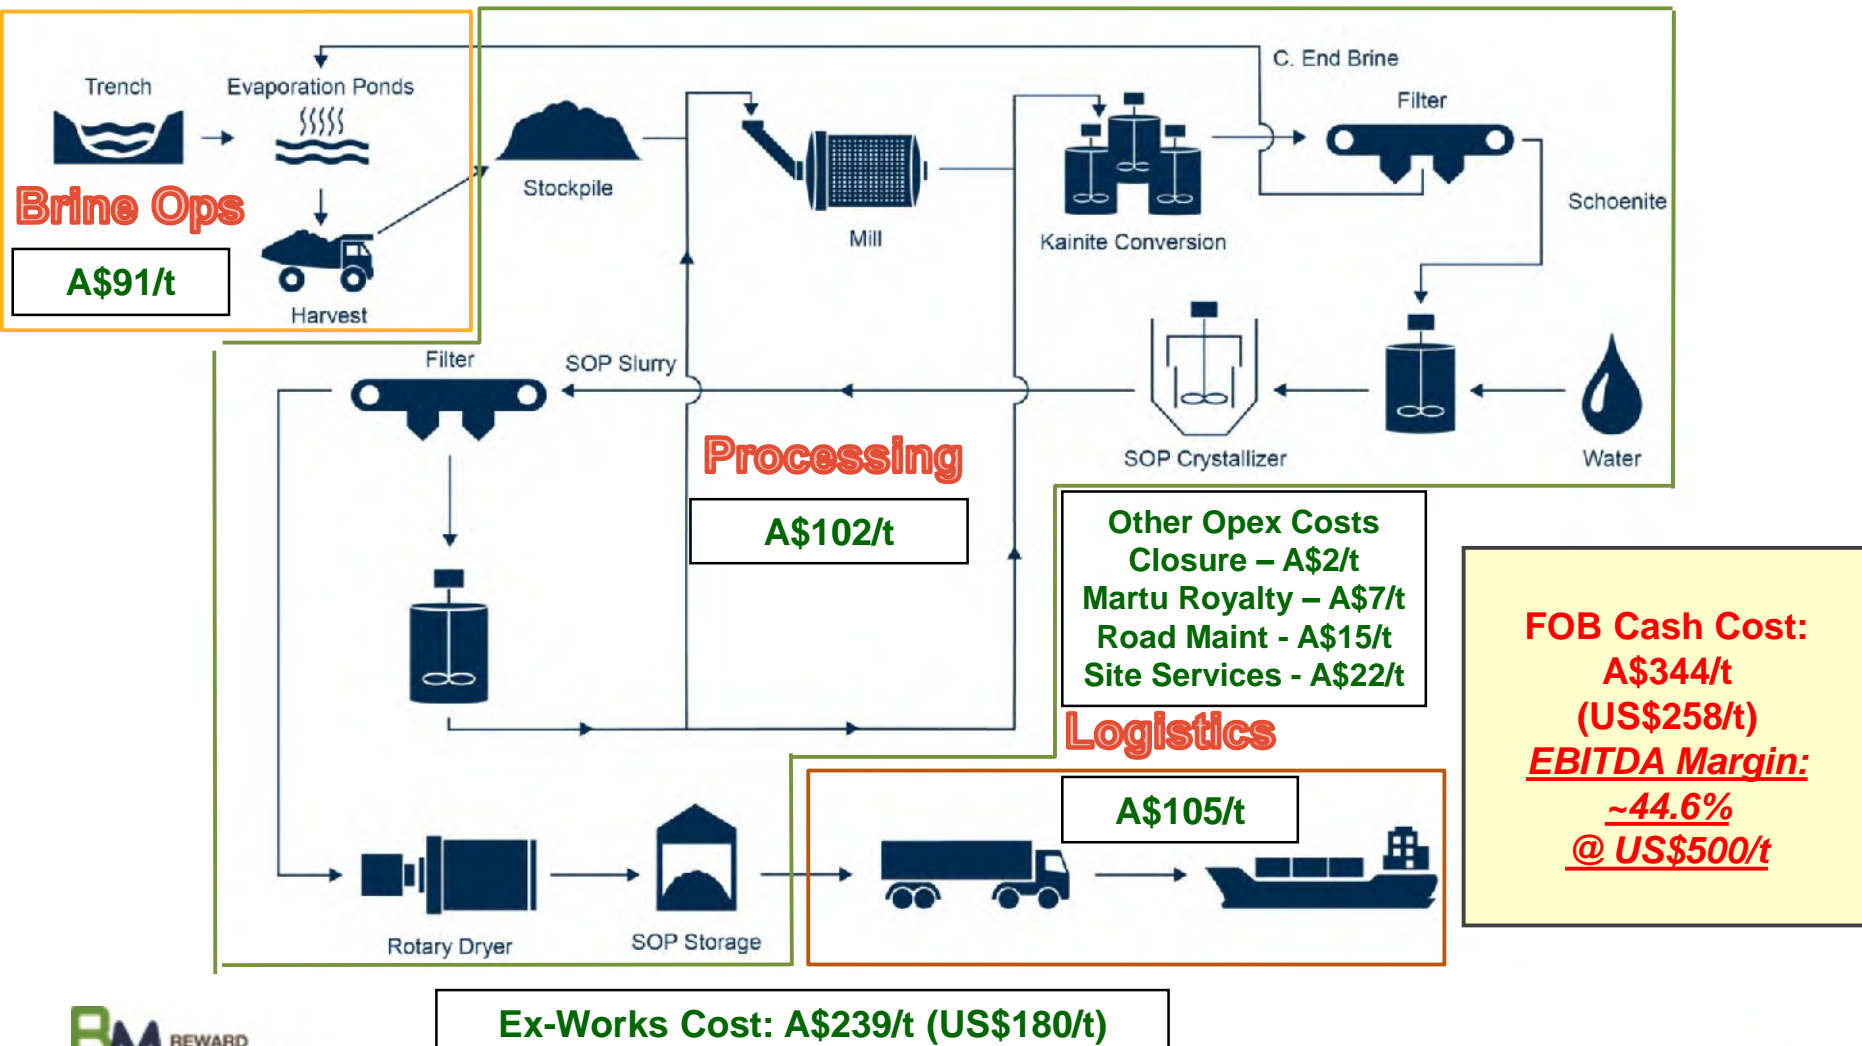 C. End Brine
Trench
Evaporation Ponds
Filter
Stockpile
Schoenite
Brine Ops
Mill
Kainite Conversion
A$91/t
Harvest
Filter
SOP Slurry
Processing
SOP Crystallizer
Water
A$102/t
Other Opex Costs
Closure – A$2/t
Martu Royalty – A$7/t
Road Maint - A$15/t
Site Services - A$22/t
FOB Cash Cost:
A$344/t
(US$258/t)
EBITDA Margin:
~44.6%
@ US$500/t
Logistics
A$105/t
Rotary Dryer
SOP Storage
Ex-Works Cost: A$239/t (US$180/t)
RM
REWARD